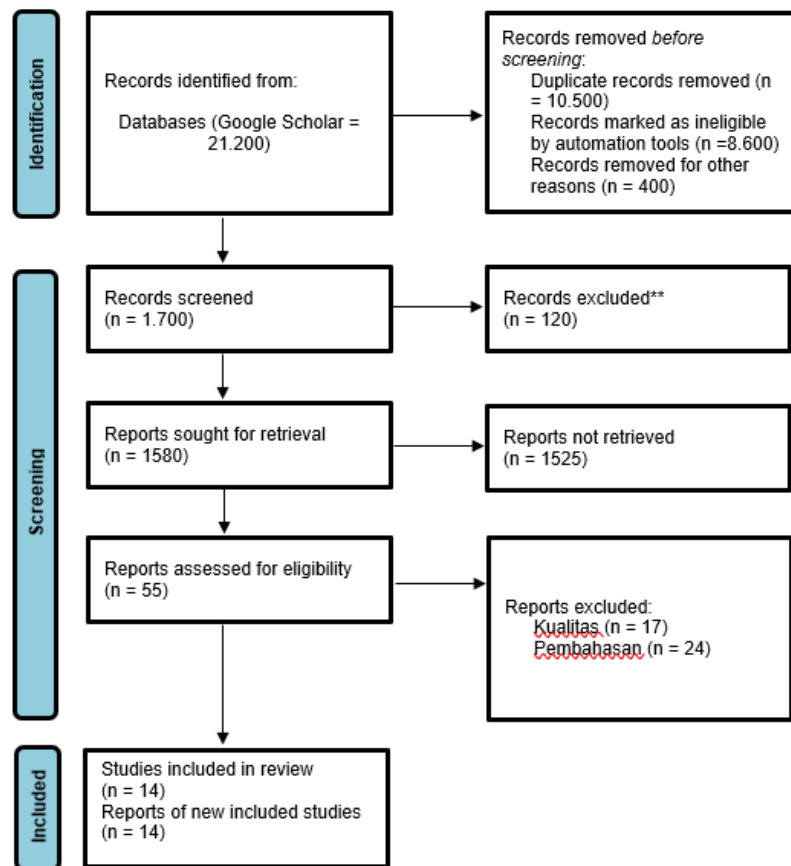 Identification
Records identified from:
Databases (Google Scholar =
21.200)
Records removed before
screening:
Duplicate records removed (n
= 10.500)
Records marked as ineligible
by automation tools (n =8.600)
Records removed for other
reasons (n = 400)
Screening
Records screened
(n = 1.700)
Records excluded**
(n = 120)
Reports sought for retrieval
(n = 1580)
Reports not retrieved
(n = 1525)
Reports assessed for eligibility
(n = 55)
Reports excluded:
Kualitas (n = 17)
Pembahasan (n = 24)
Included
Studies included in review
(n = 14)
Reports of new included studies
(n = 14)